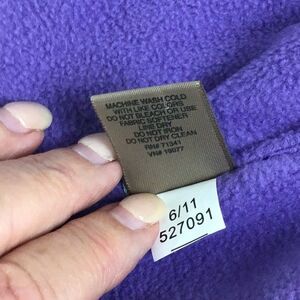 MACHINE WASH COLD
WITH LIKE COLORS
DO NOT BLEACH OR USE
FABRIC SOFTENER
LINE DRY
DO NOT IRON
DO NOT DRY CLEAN
RN# 71341
VN# 19077
6/11
527091